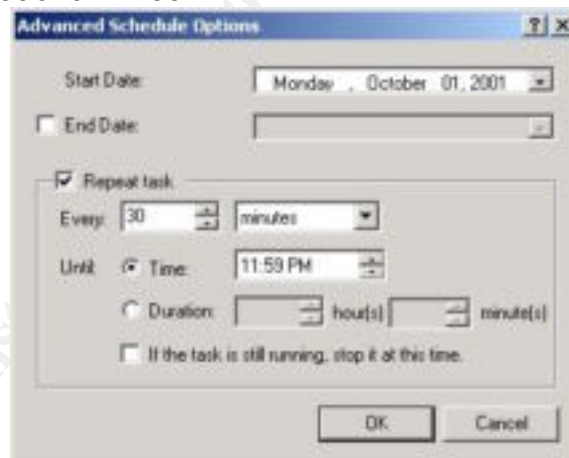 Advanced Schedule Options
Start Date: Monday , October 01, 2001
End Date:
Repeat task
Every: 30 minutes
Until: Time: 11:59 PM
Duration: hour(s) minute(s)
If the task is still running, stop it at this time.
OK Cancel